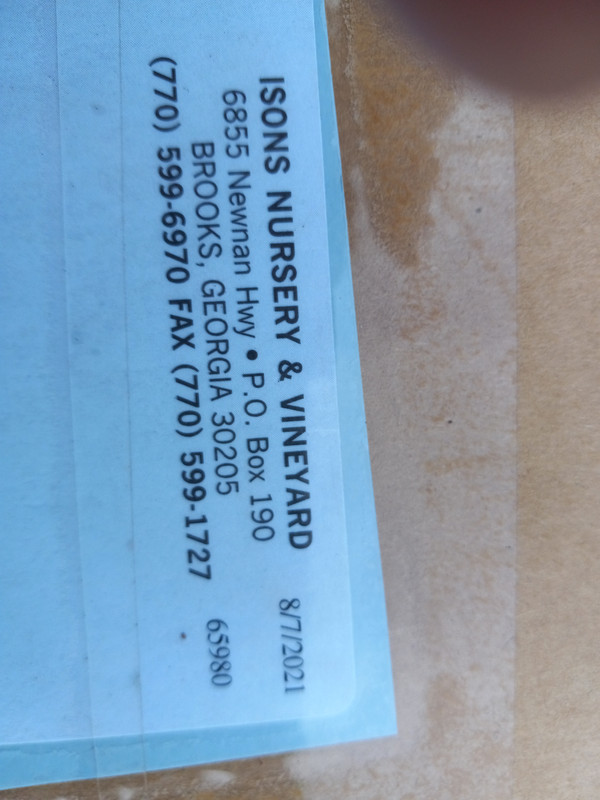 ISONS NURSERY & VINEYARD
6855 Newnan Hwy • P.O. Box 190
BROOKS, GEORGIA 30205
(770) 599-6970 FAX (770) 599-1727
8/7/2021
65980